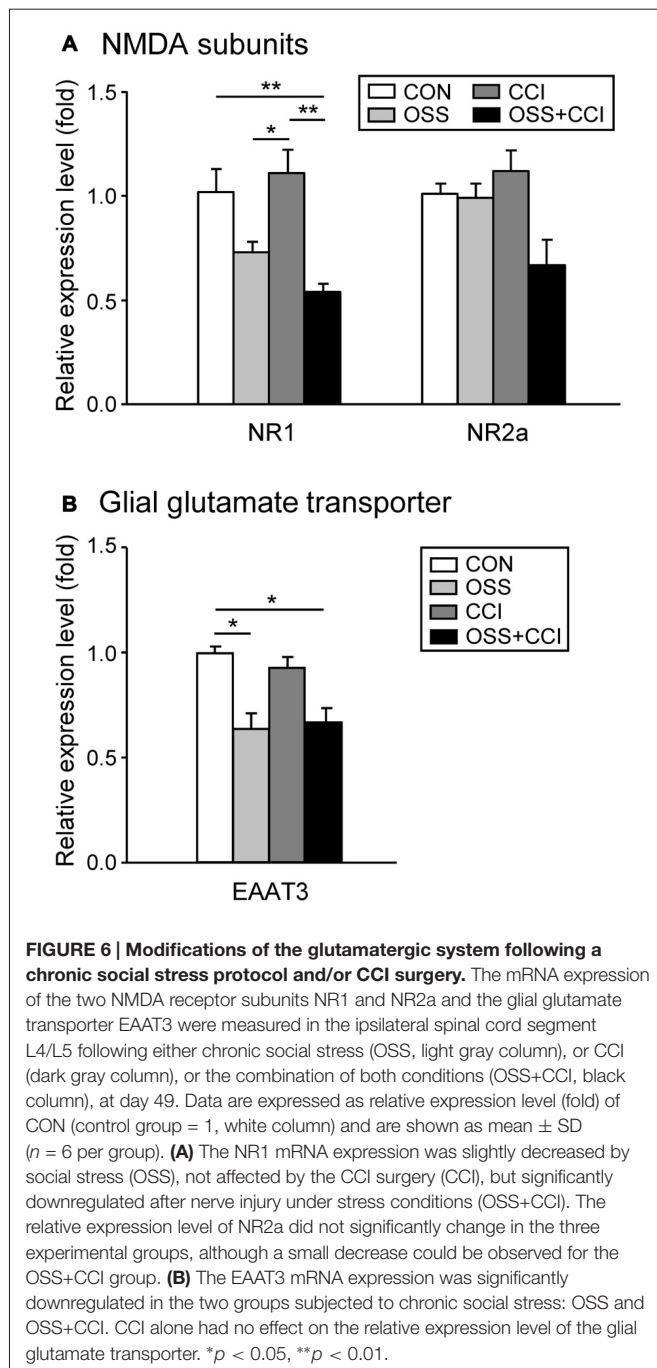 A NMDA subunits
CON
CCI
OSS
OSS+CCI
Relative expression level (fold)
1.5
1.0
0.5
0.0
**
**
*
NR1
NR2a
B Glial glutamate transporter
CON
OSS
CCI
OSS+CCI
Relative expression level (fold)
1.5
1.0
0.5
0.0
*
*
EAAT3
FIGURE 6 | Modifications of the glutamatergic system following a
chronic social stress protocol and/or CCI surgery. The mRNA expression
of the two NMDA receptor subunits NR1 and NR2a and the glial glutamate
transporter EAAT3 were measured in the ipsilateral spinal cord segment
L4/L5 following either chronic social stress (OSS, light gray column), or CCI
(dark gray column), or the combination of both conditions (OSS+CCI, black
column), at day 49. Data are expressed as relative expression level (fold) of
CON (control group = 1, white column) and are shown as mean ± SD
(n = 6 per group). (A) The NR1 mRNA expression was slightly decreased by
social stress (OSS), not affected by the CCI surgery (CCI), but significantly
downregulated after nerve injury under stress conditions (OSS+CCI). The
relative expression level of NR2a did not significantly change in the three
experimental groups, although a small decrease could be observed for the
OSS+CCI group. (B) The EAAT3 mRNA expression was significantly
downregulated in the two groups subjected to chronic social stress: OSS and
OSS+CCI. CCI alone had no effect on the relative expression level of the glial
glutamate transporter. *p < 0.05, **p < 0.01.